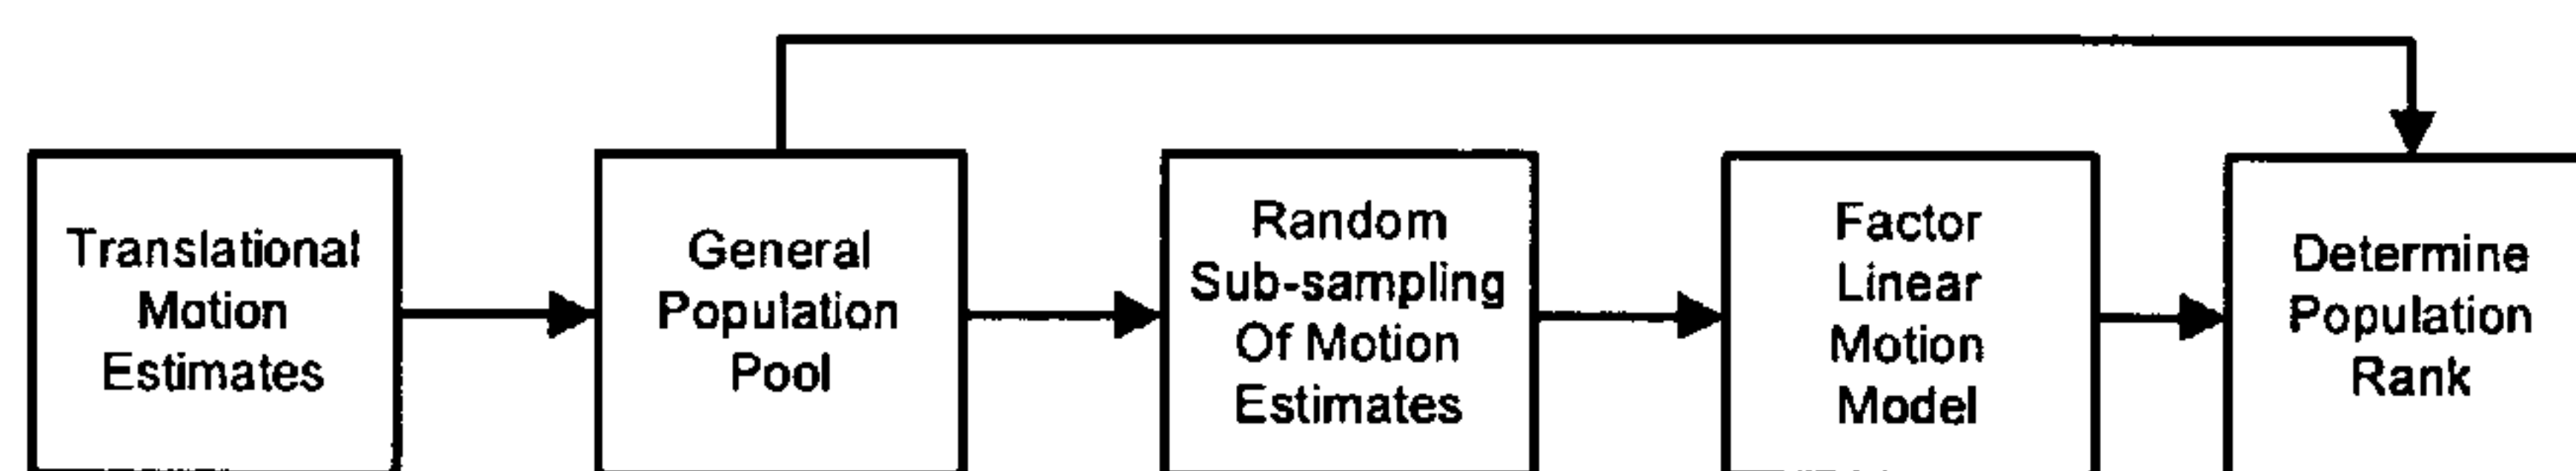 Translational
Motion
Estimates
General
Population
Pool
Random
Sub-sampling
Of Motion
Estimates
Factor
Linear
Motion
Model
Determine
Population
Rank